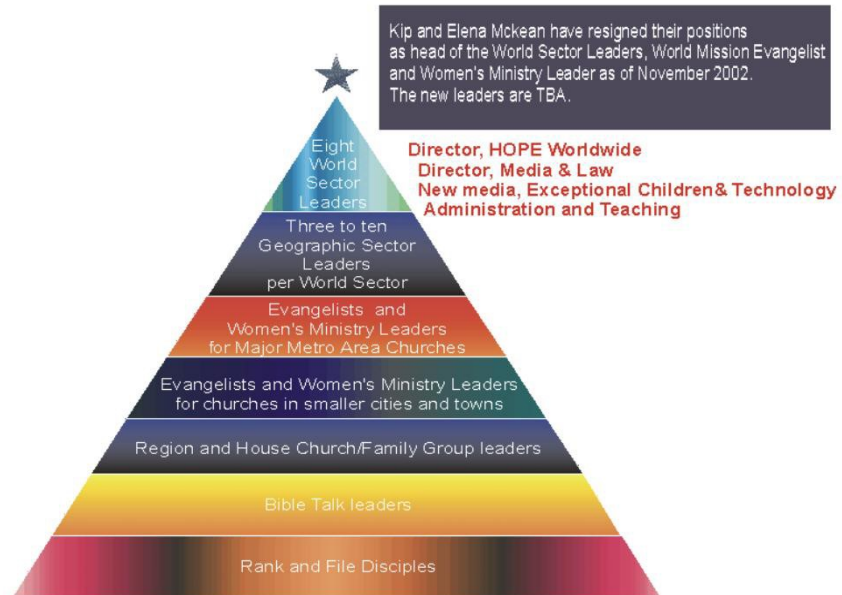 Kip and Elena Mckean have resigned their positions
as head of the World Sector Leaders, World Mission Evangelist
and Women's Ministry Leader as of November 2002.
The new leaders are TBA.
Director, HOPE Worldwide
Director, Media & Law
New media, Exceptional Children& Technology
Administration and Teaching
Eight
World
Sector
Leaders
Three to ten
Geographic Sector
Leaders
per World Sector
Evangelists and
Women's Ministry Leaders
for Major Metro Area Churches
Evangelists and Women's Ministry Leaders
for churches in smaller cities and towns
Region and House Church/Family Group leaders
Bible Talk leaders
Rank and File Disciples